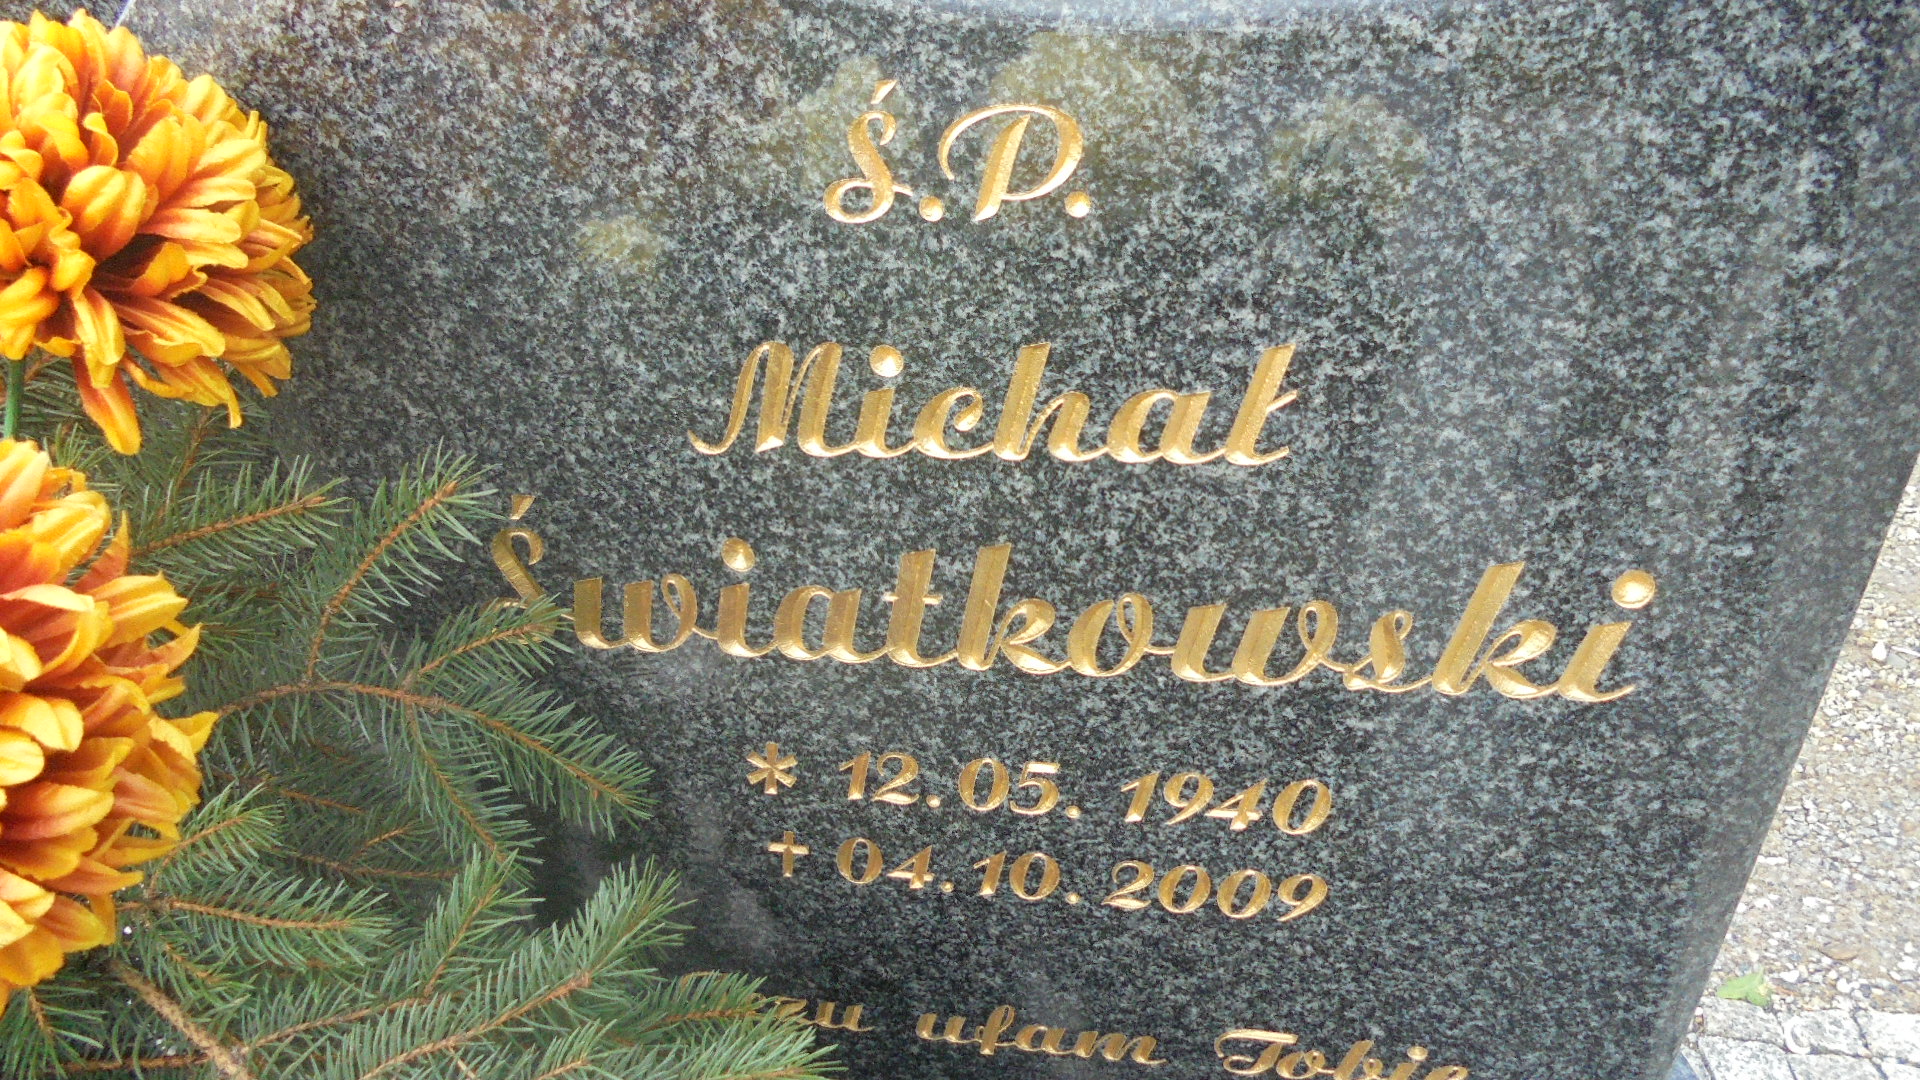 Ś.P.
Michał
Świątkowski
* 12.05.1940
† 04.10.2009
ufam Tobie